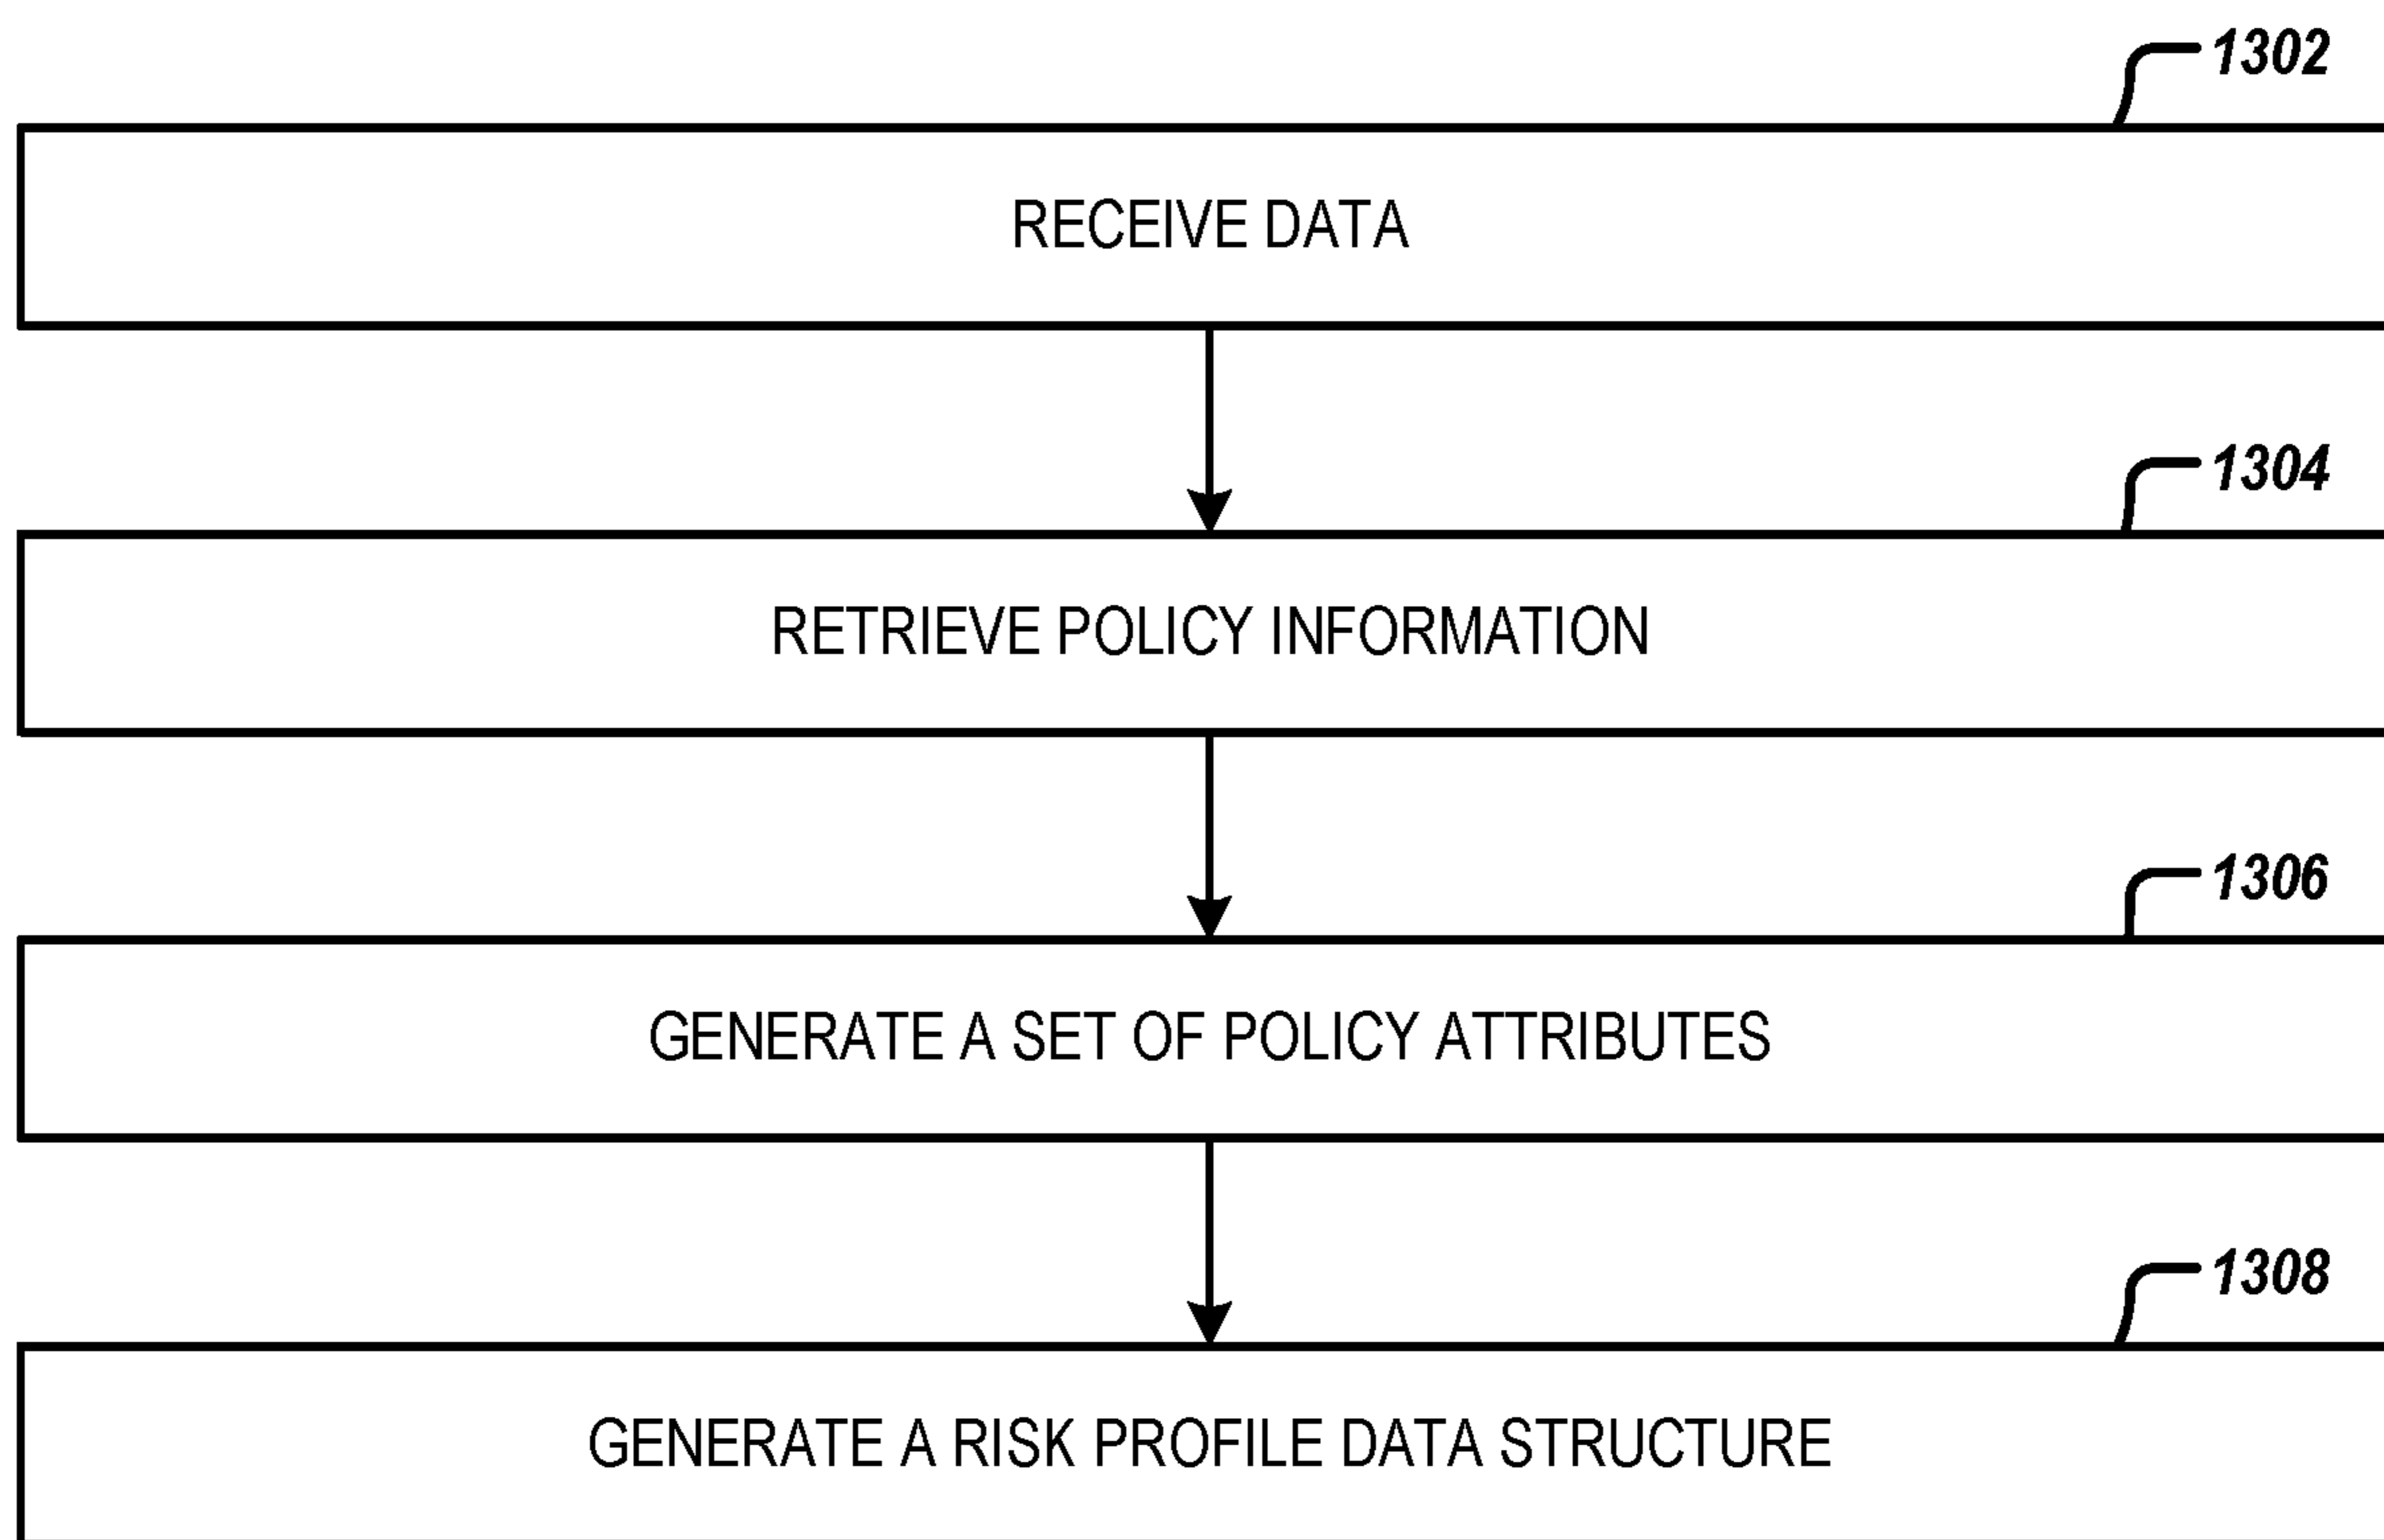 1302
RECEIVE DATA
1304
RETRIEVE POLICY INFORMATION
1306
GENERATE A SET OF POLICY ATTRIBUTES
1308
GENERATE A RISK PROFILE DATA STRUCTURE